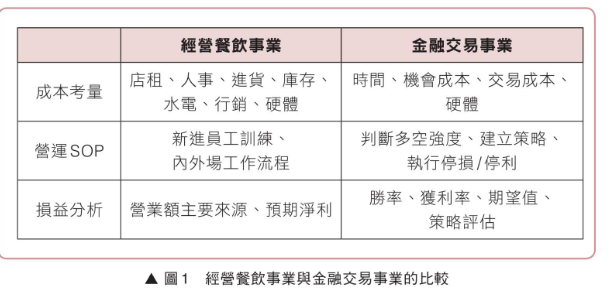 經營餐飲事業 金融交易事業
成本考量 店租、人事、進貨、庫存、 時間、機會成本、交易成本、
水電、行銷、硬體 硬體
營運SOP 新進員工訓練、 判斷多空強度、建立策略、
內外場工作流程 執行停損/停利
損益分析 營業額主要來源、預期淨利 勝率、獲利率、期望值、
策略評估
▲ 圖1 經營餐飲事業與金融交易事業的比較